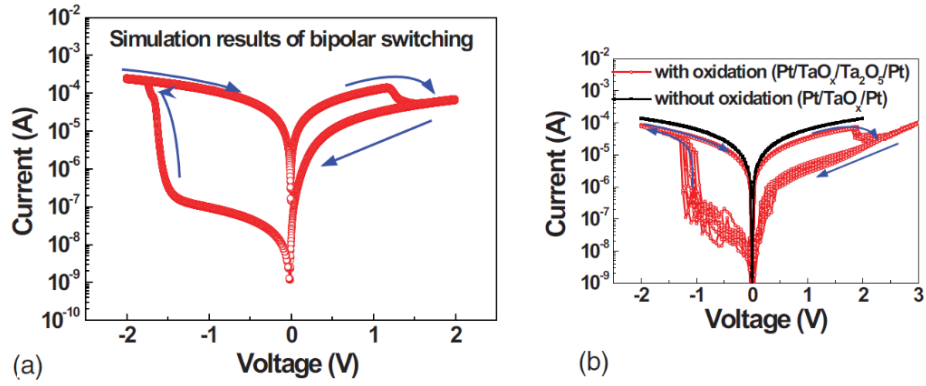 Simulation results of bipolar switching
Current (A)
10^-2
10^-3
10^-4
10^-5
10^-6
10^-7
10^-8
10^-9
10^-10
-2 -1 0 1 2
Voltage (V)
(a)
with oxidation (Pt/TaO_x/Ta_2O_5/Pt)
without oxidation (Pt/TaO_x/Pt)
Current (A)
10^-2
10^-3
10^-4
10^-5
10^-6
10^-7
10^-8
10^-9
-2 -1 0 1 2 3
Voltage (V)
(b)